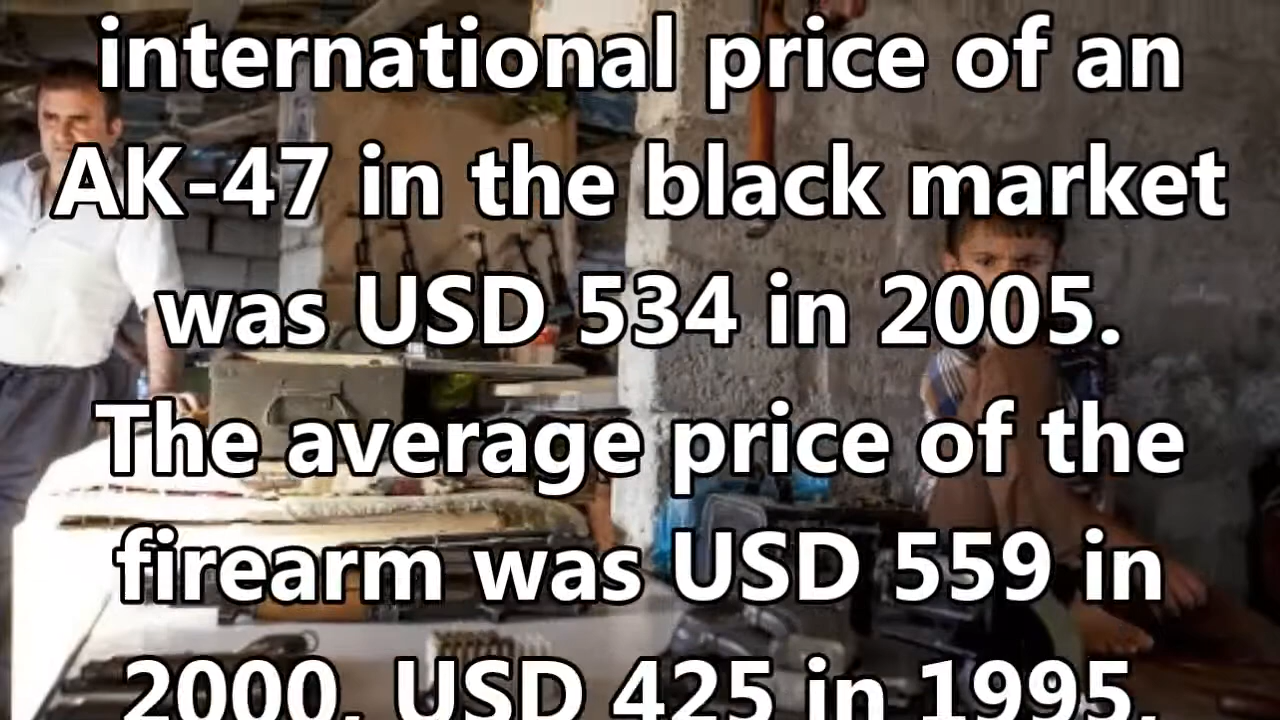 international price of an
AK-47 in the black market
was USD 534 in 2005.
The average price of the
firearm was USD 559 in
2000, USD 425 in 1995,